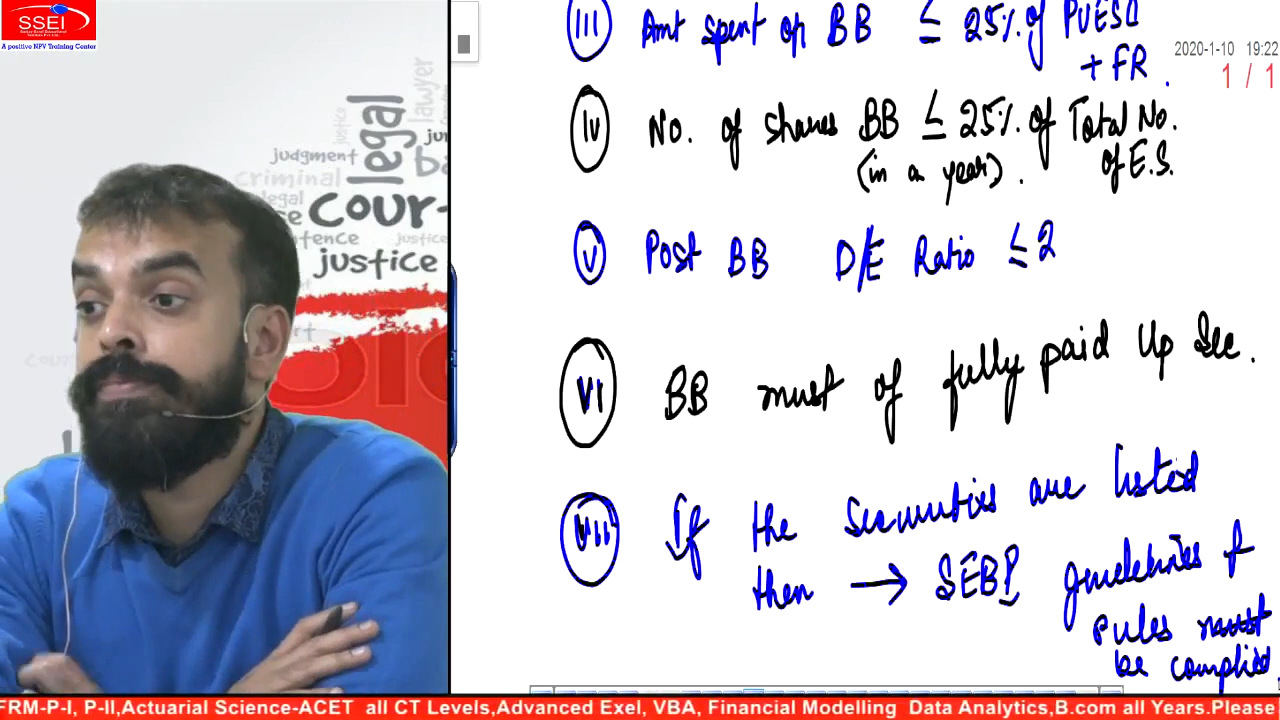 SSEI
A positive NPV Training Center
2020-1-10 19:22
1 / 1
iii Amt spent on BB ≤ 25% of PUESC
+ FR.
iv No. of shares BB ≤ 25% of Total No.
(in a year). of E.S.
v Post BB D/E Ratio ≤ 2
vi BB must of fully paid up Sec.
vii If the Securities are listed
then → SEBI guidelines &
rules must
be complied
legal
lawyer
justice
judgment
criminal
legal
cour
tence
justice
justice
FRM-P-I, P-II,Actuarial Science-ACET all CT Levels,Advanced Exel, VBA, Financial Modelling Data Analytics,B.com all Years.Please